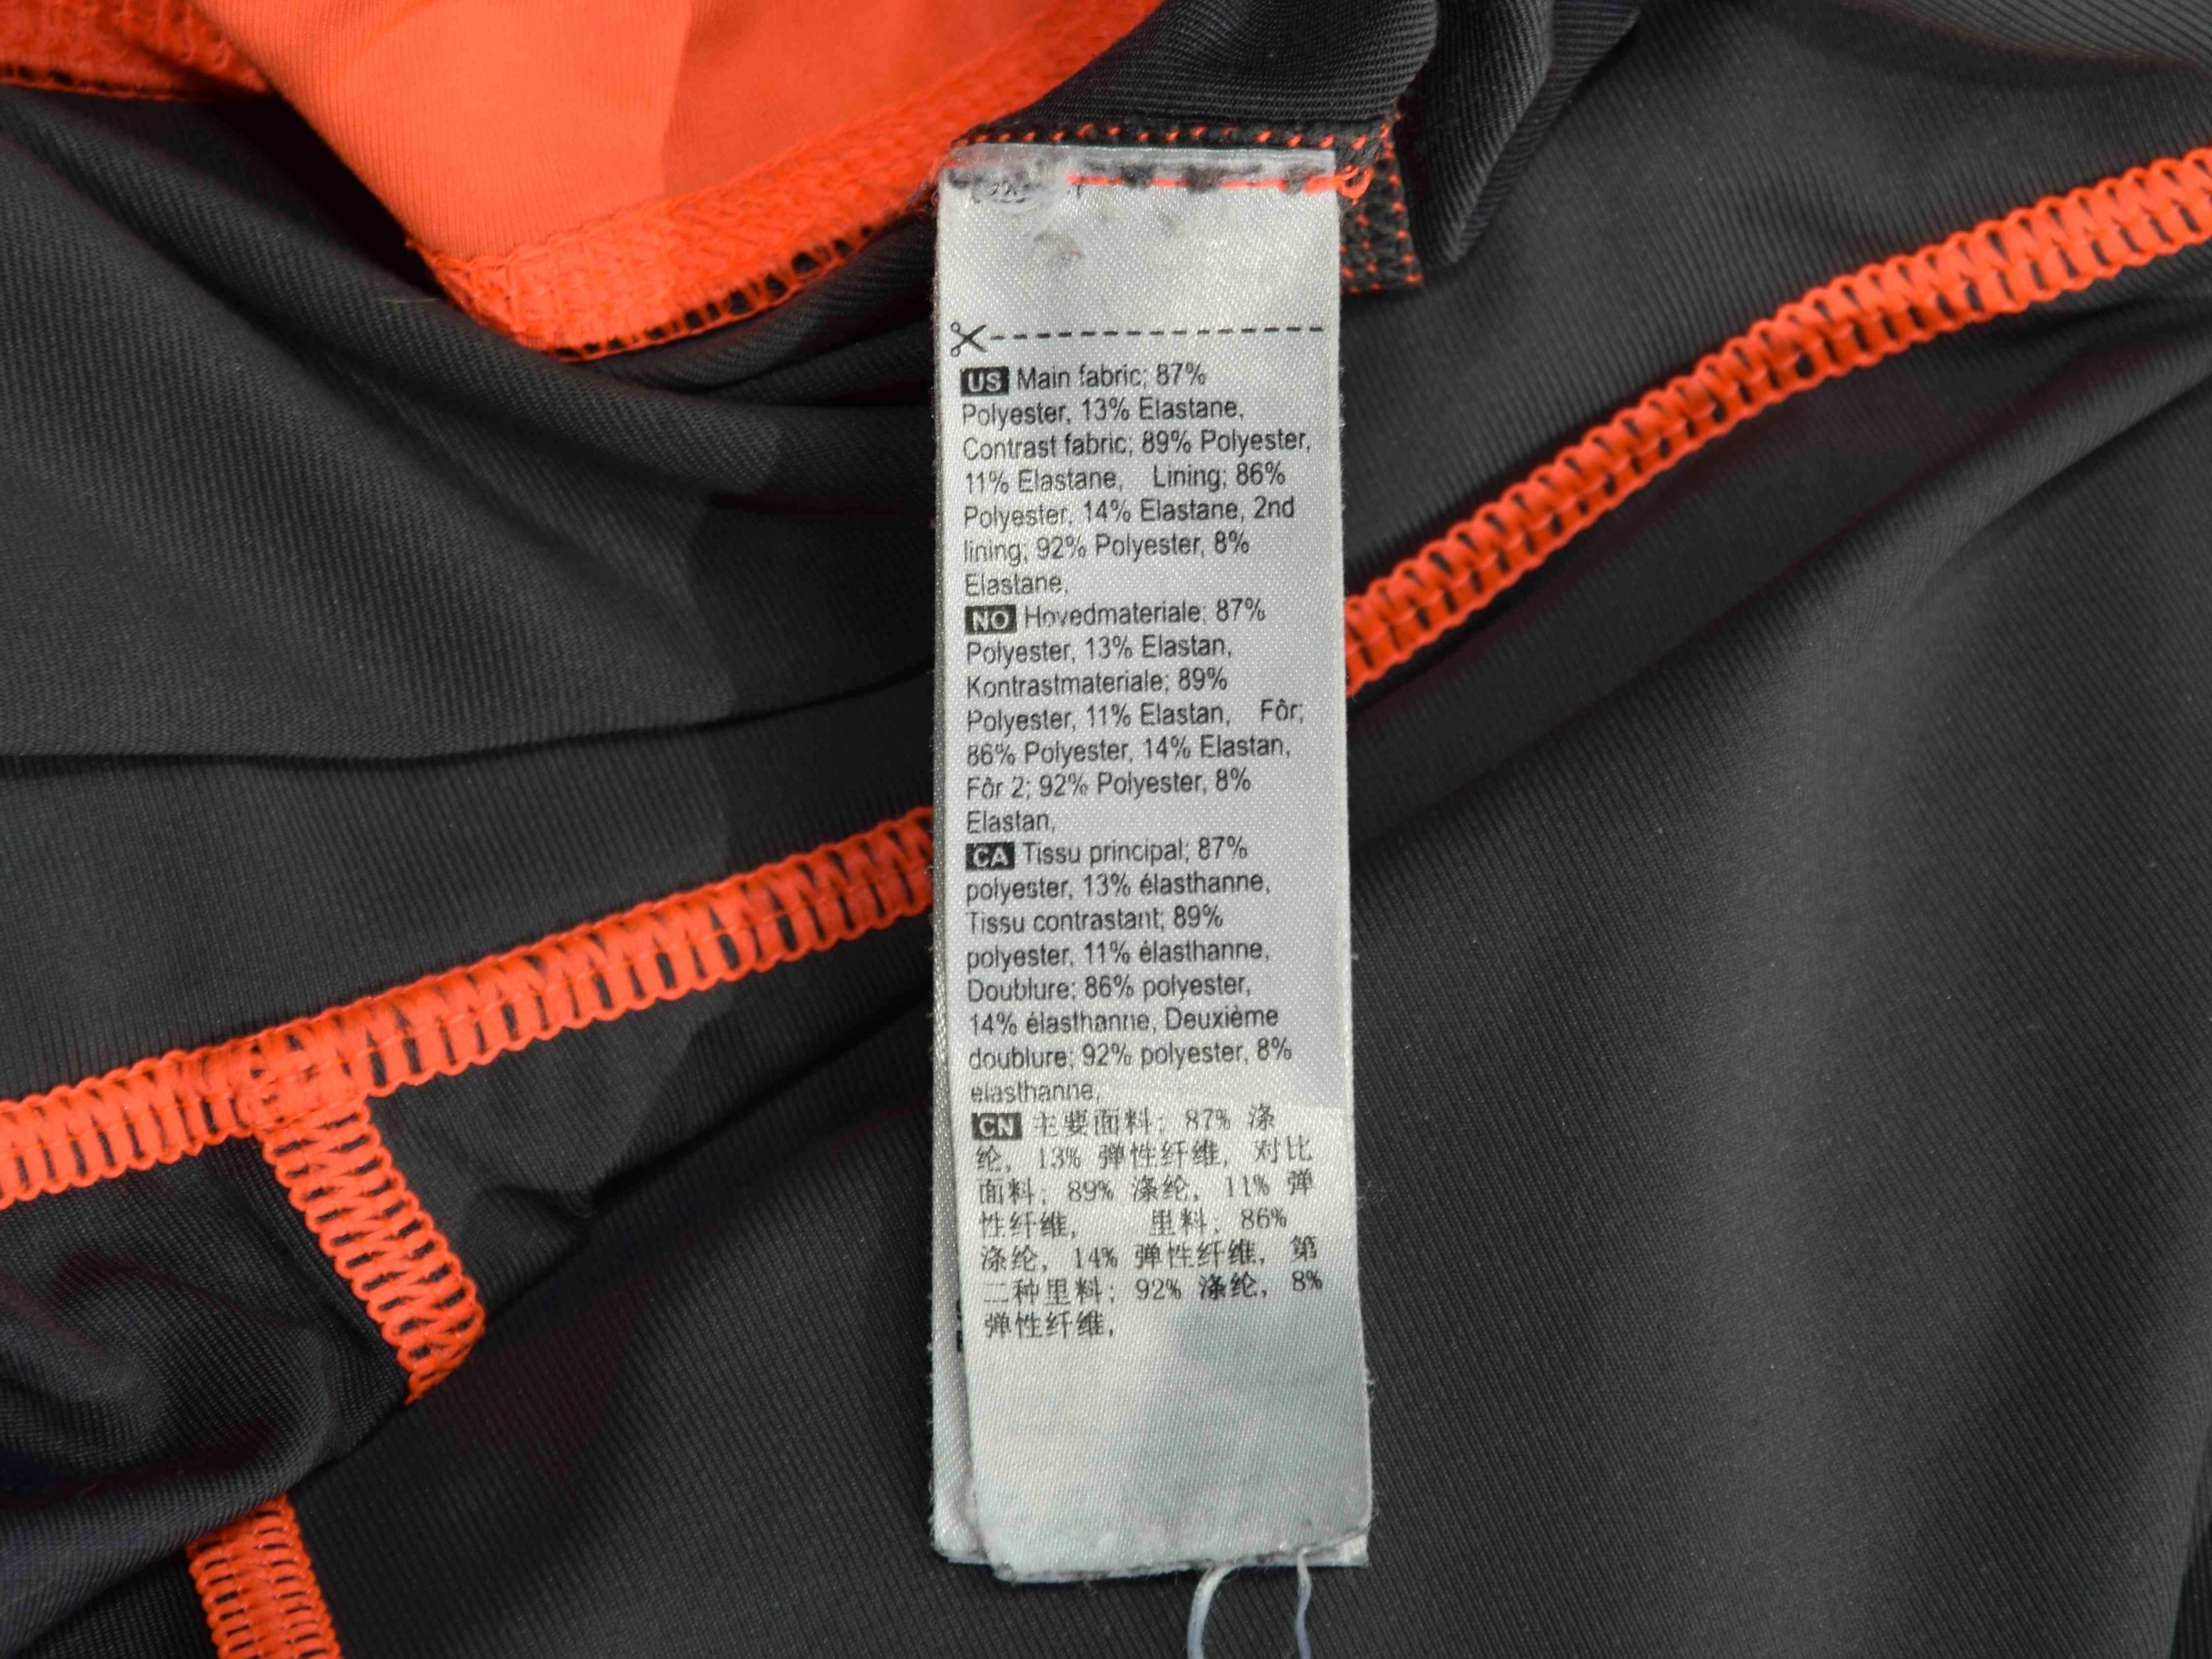 US Main fabric; 87%
Polyester, 13% Elastane,
Contrast fabric; 89% Polyester,
11% Elastane, Lining; 86%
Polyester, 14% Elastane, 2nd
lining; 92% Polyester, 8%
Elastane,
NO Hovedmateriale; 87%
Polyester, 13% Elastan,
Kontrastmateriale; 89%
Polyester, 11% Elastan, Fôr;
86% Polyester, 14% Elastan,
Fôr 2; 92% Polyester, 8%
Elastan,
CA Tissu principal; 87%
polyester, 13% élasthanne,
Tissu contrastant; 89%
polyester, 11% élasthanne,
Doublure; 86% polyester,
14% élasthanne, Deuxième
doublure; 92% polyester, 8%
élasthanne,
CN 主要面料; 87% 涤
纶, 13% 弹性纤维, 对比
面料; 89% 涤纶, 11% 弹
性纤维, 里料; 86%
涤纶, 14% 弹性纤维, 第
二种里料; 92% 涤纶, 8%
弹性纤维,